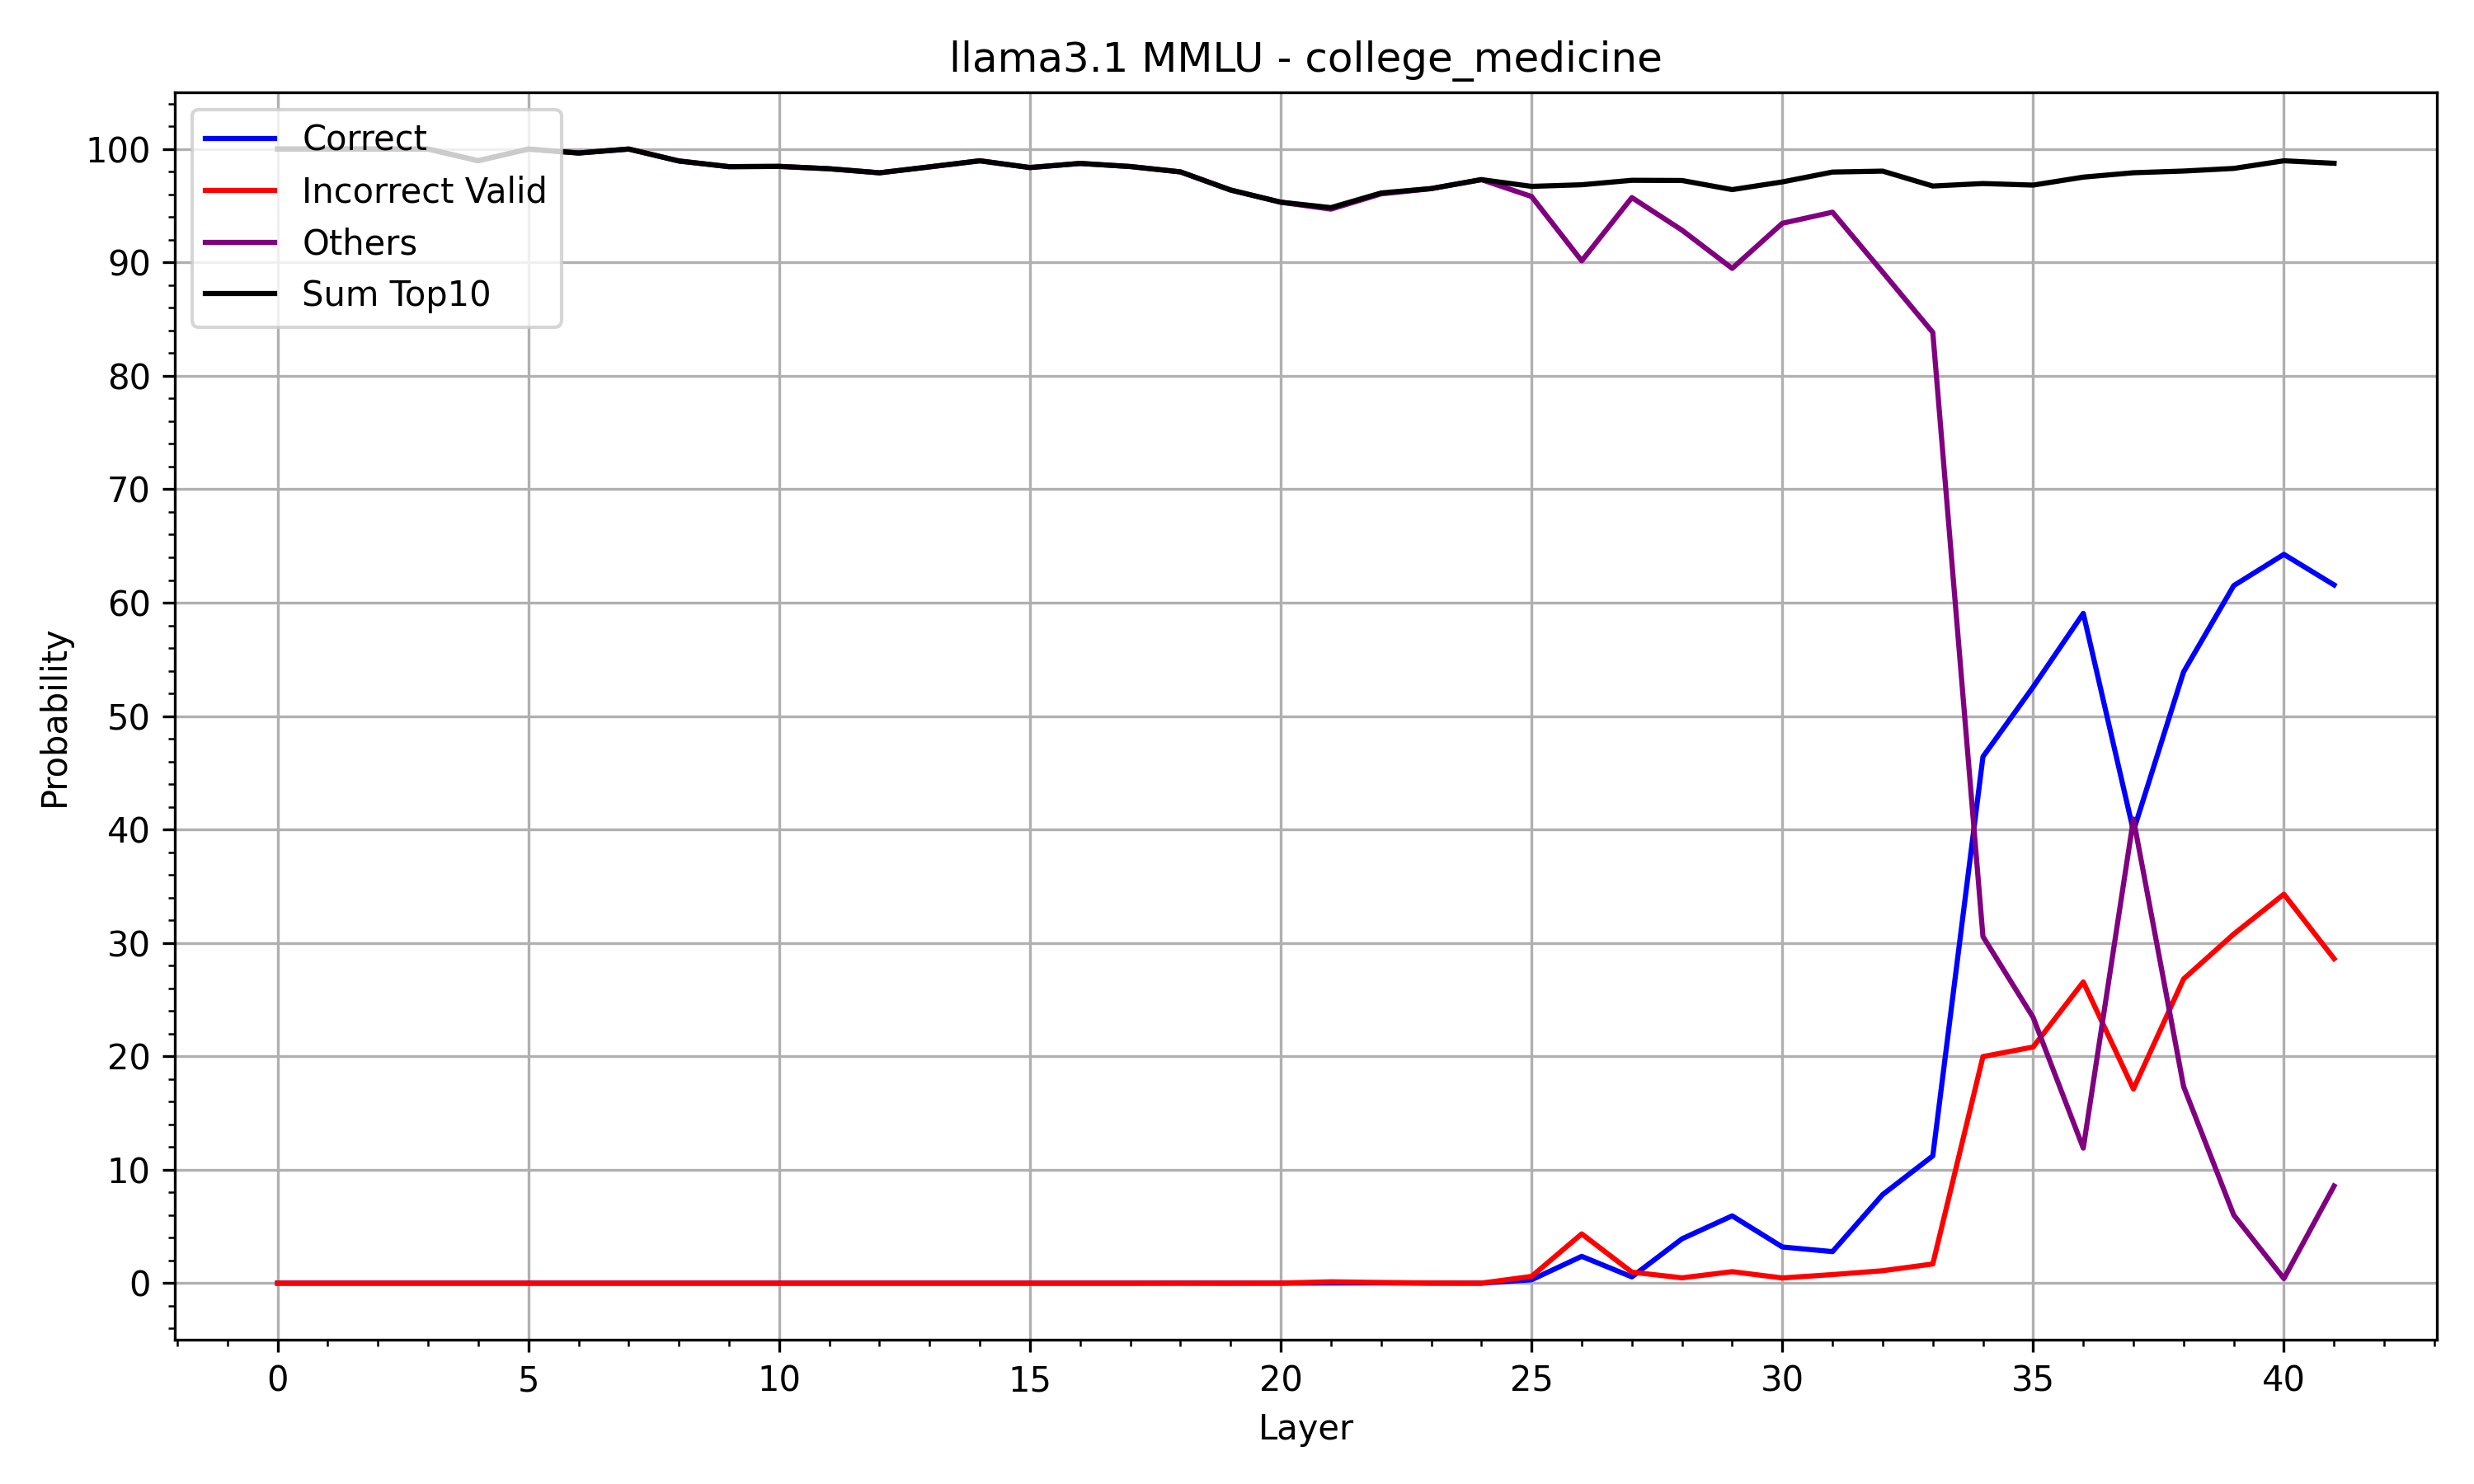 llama3.1 MMLU - college_medicine
Correct
Incorrect Valid
Others
Sum Top10
100
90
80
70
60
50
40
30
20
10
0
Probability
0 5 10 15 20 25 30 35 40
Layer